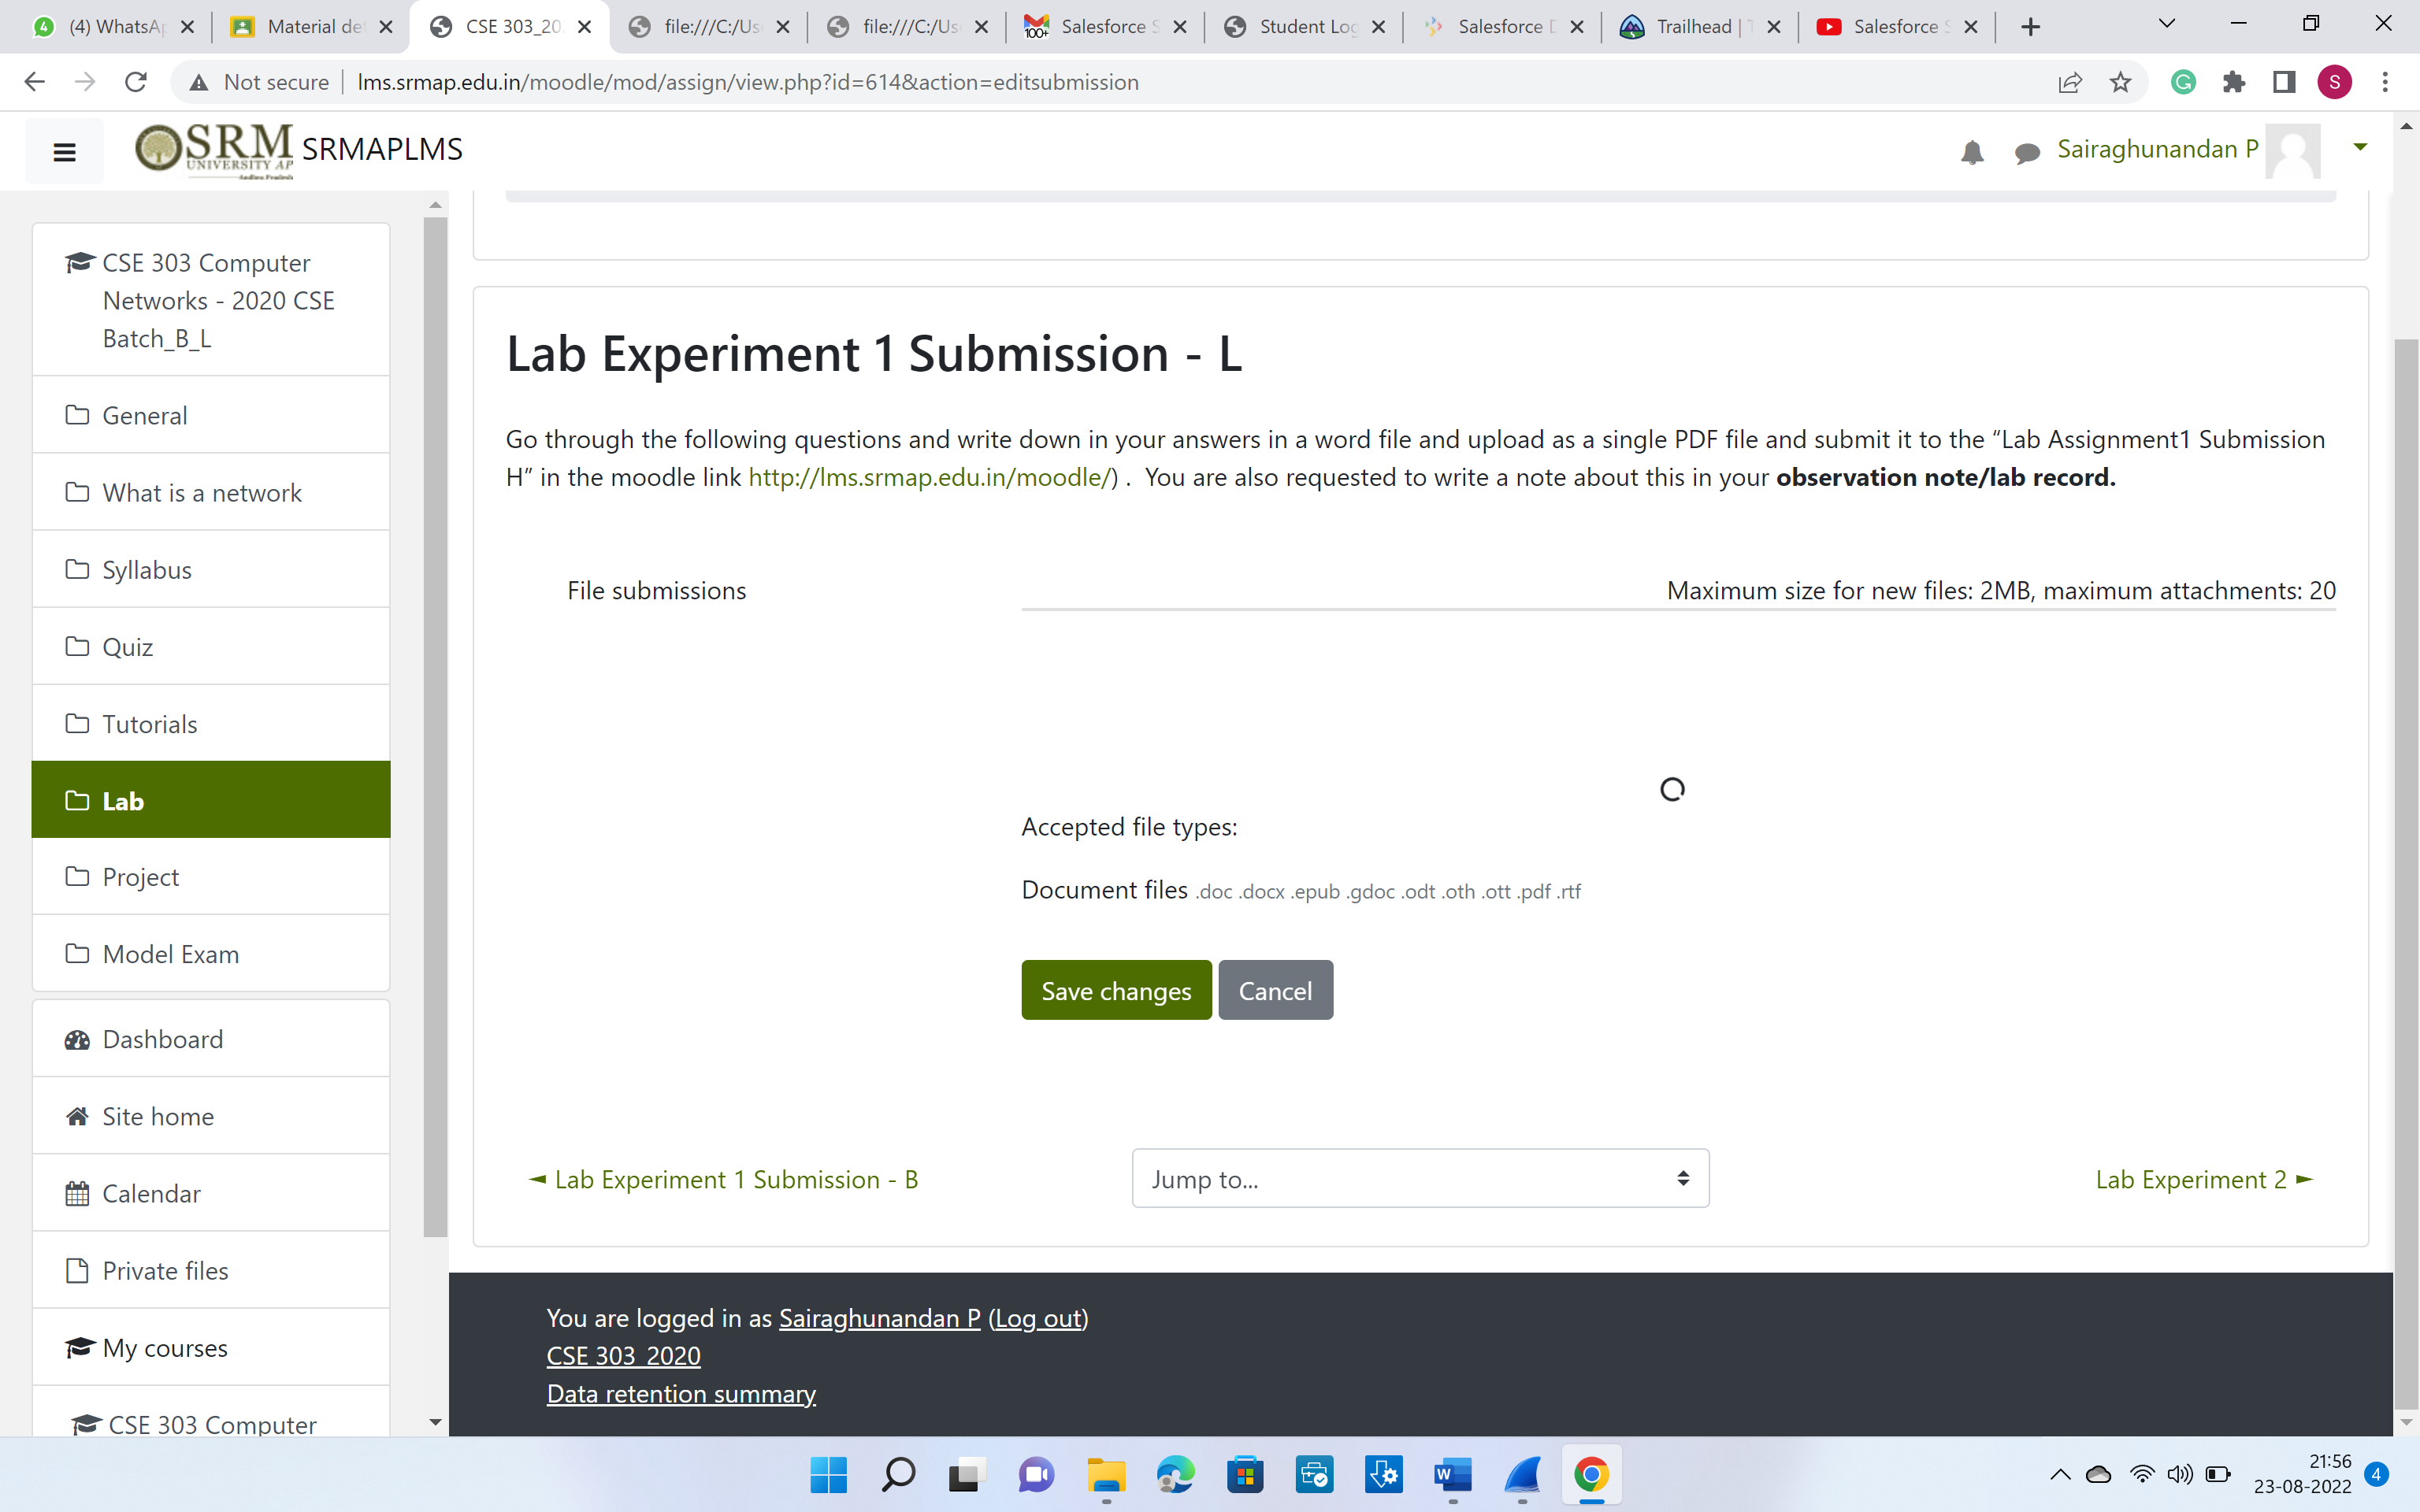 (4) WhatsAp
Material de
CSE 303_20
file:///C:/Us
file:///C:/Us
Salesforce S
Student Log
Salesforce D
Trailhead | T
Salesforce S
Not secure
lms.srmap.edu.in/moodle/mod/assign/view.php?id=614&action=editsubmission
SRM
UNIVERSITY AP
Andhra Pradesh
SRMAPLMS
Sairaghunandan P
CSE 303 Computer
Networks - 2020 CSE
Batch_B_L
General
What is a network
Syllabus
Quiz
Tutorials
Lab
Project
Model Exam
Dashboard
Site home
Calendar
Private files
My courses
CSE 303 Computer
Lab Experiment 1 Submission - L
Go through the following questions and write down in your answers in a word file and upload as a single PDF file and submit it to the “Lab Assignment1 Submission
H” in the moodle link http://lms.srmap.edu.in/moodle/) . You are also requested to write a note about this in your observation note/lab record.
File submissions
Maximum size for new files: 2MB, maximum attachments: 20
Accepted file types:
Document files .doc .docx .epub .gdoc .odt .oth .ott .pdf .rtf
Save changes
Cancel
◄ Lab Experiment 1 Submission - B
Jump to...
Lab Experiment 2 ►
You are logged in as Sairaghunandan P (Log out)
CSE 303_2020
Data retention summary
21:56
23-08-2022
4